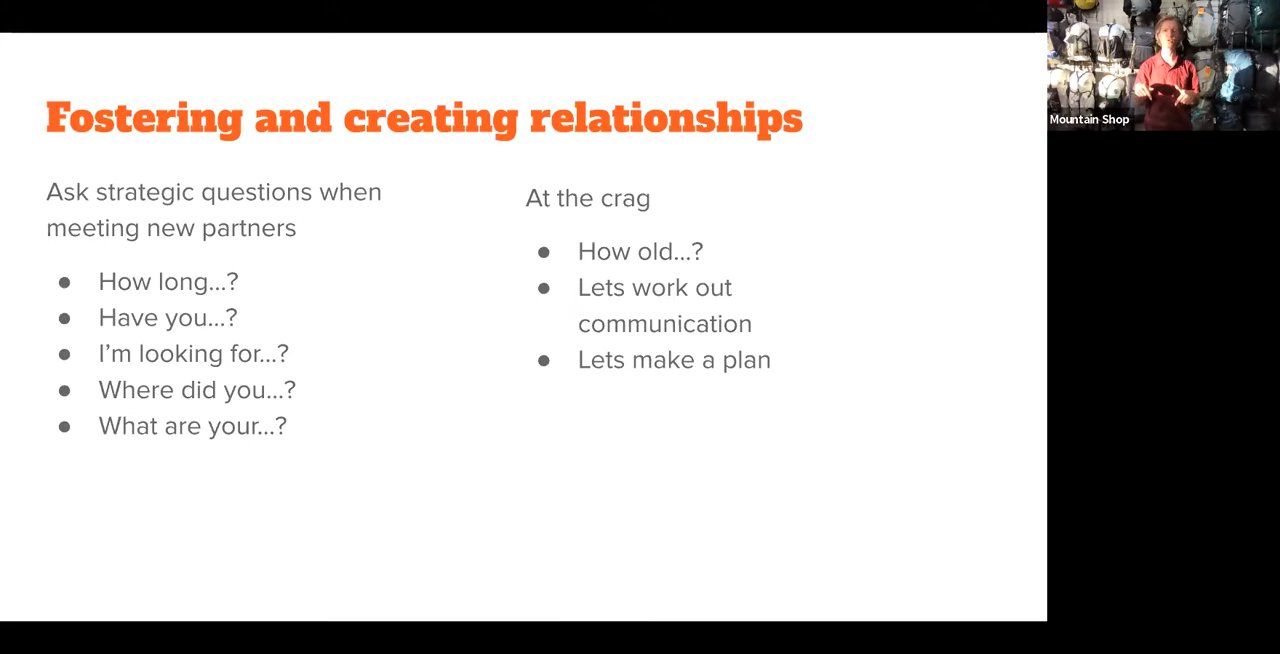 Fostering and creating relationships
Ask strategic questions when
meeting new partners
● How long...?
● Have you...?
● I'm looking for...?
● Where did you...?
● What are your...?
At the crag
● How old...?
● Lets work out
communication
● Lets make a plan
Mountain Shop